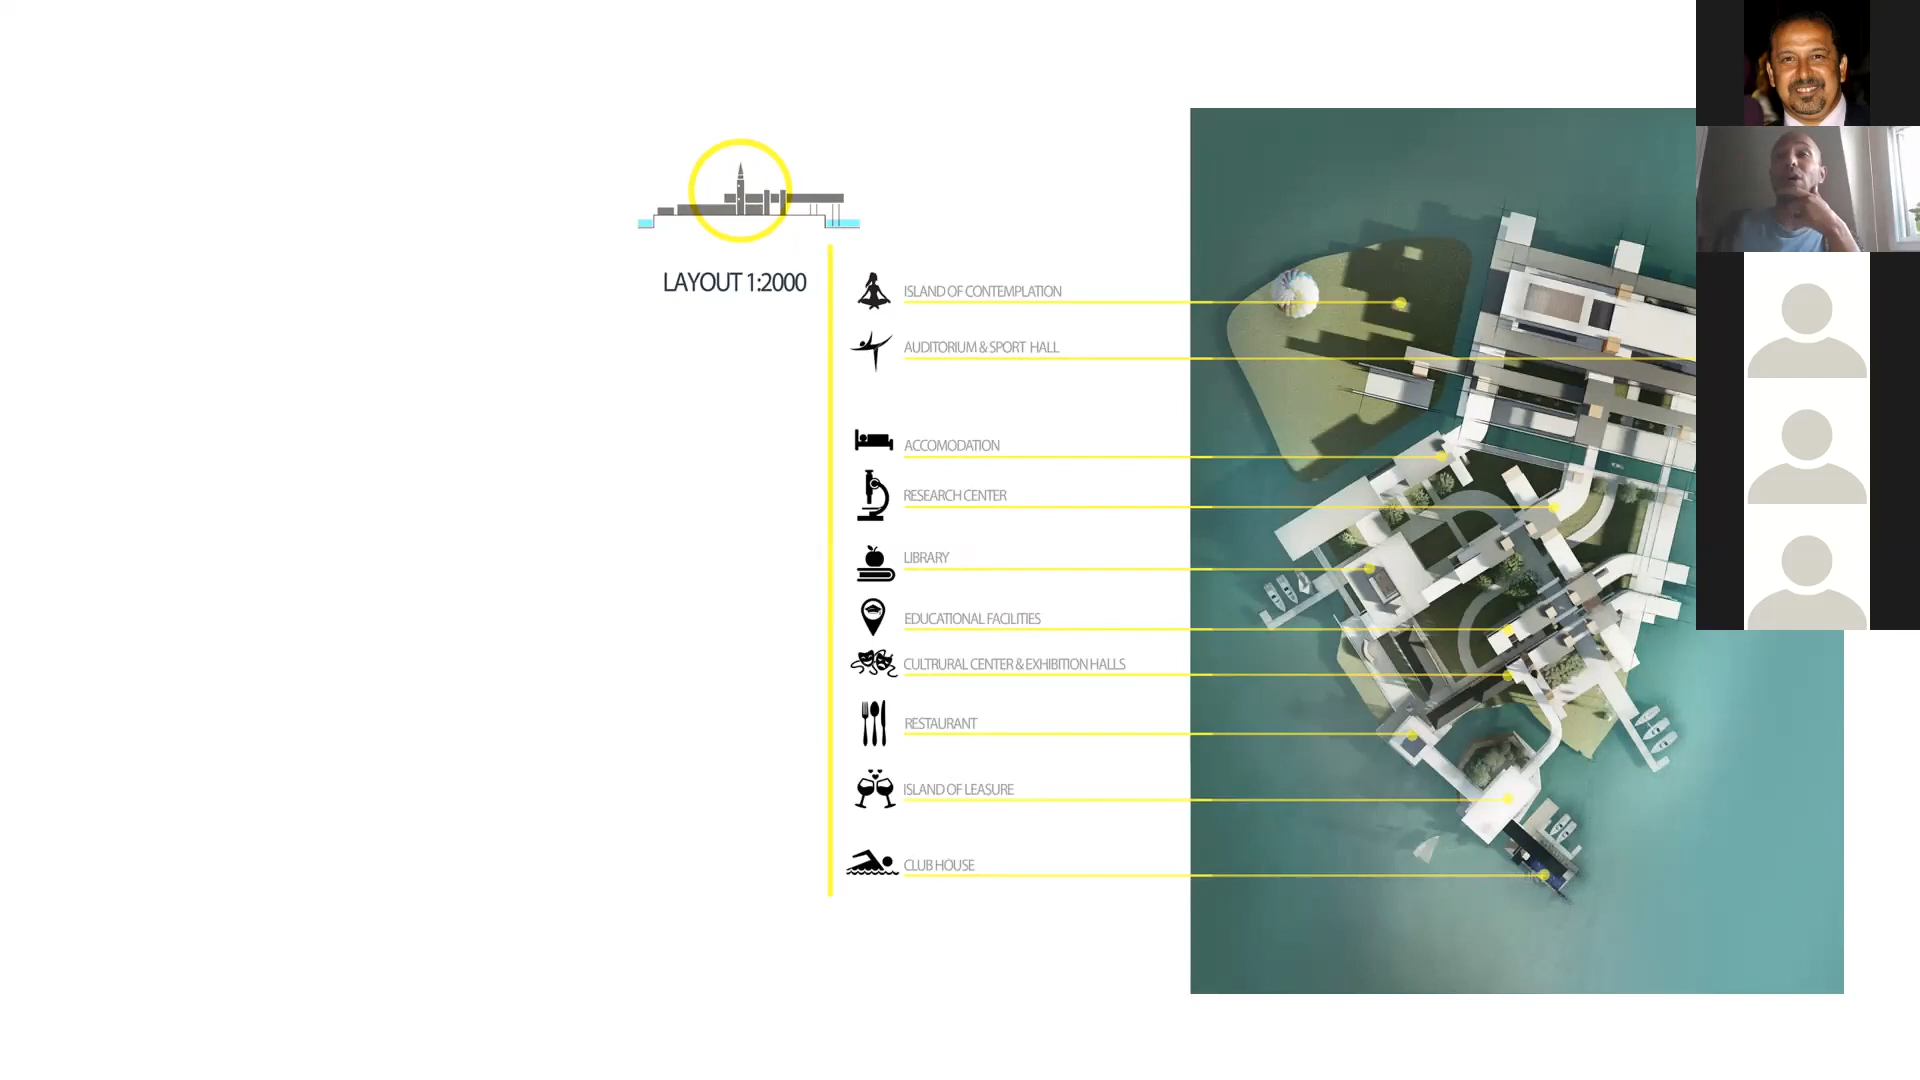 LAYOUT 1:2000
ISLAND OF CONTEMPLATION
AUDITORIUM & SPORT HALL
ACCOMODATION
RESEARCH CENTER
LIBRARY
EDUCATIONAL FACILITIES
CULTRURAL CENTER & EXHIBITION HALLS
RESTAURANT
ISLAND OF LEASURE
CLUB HOUSE